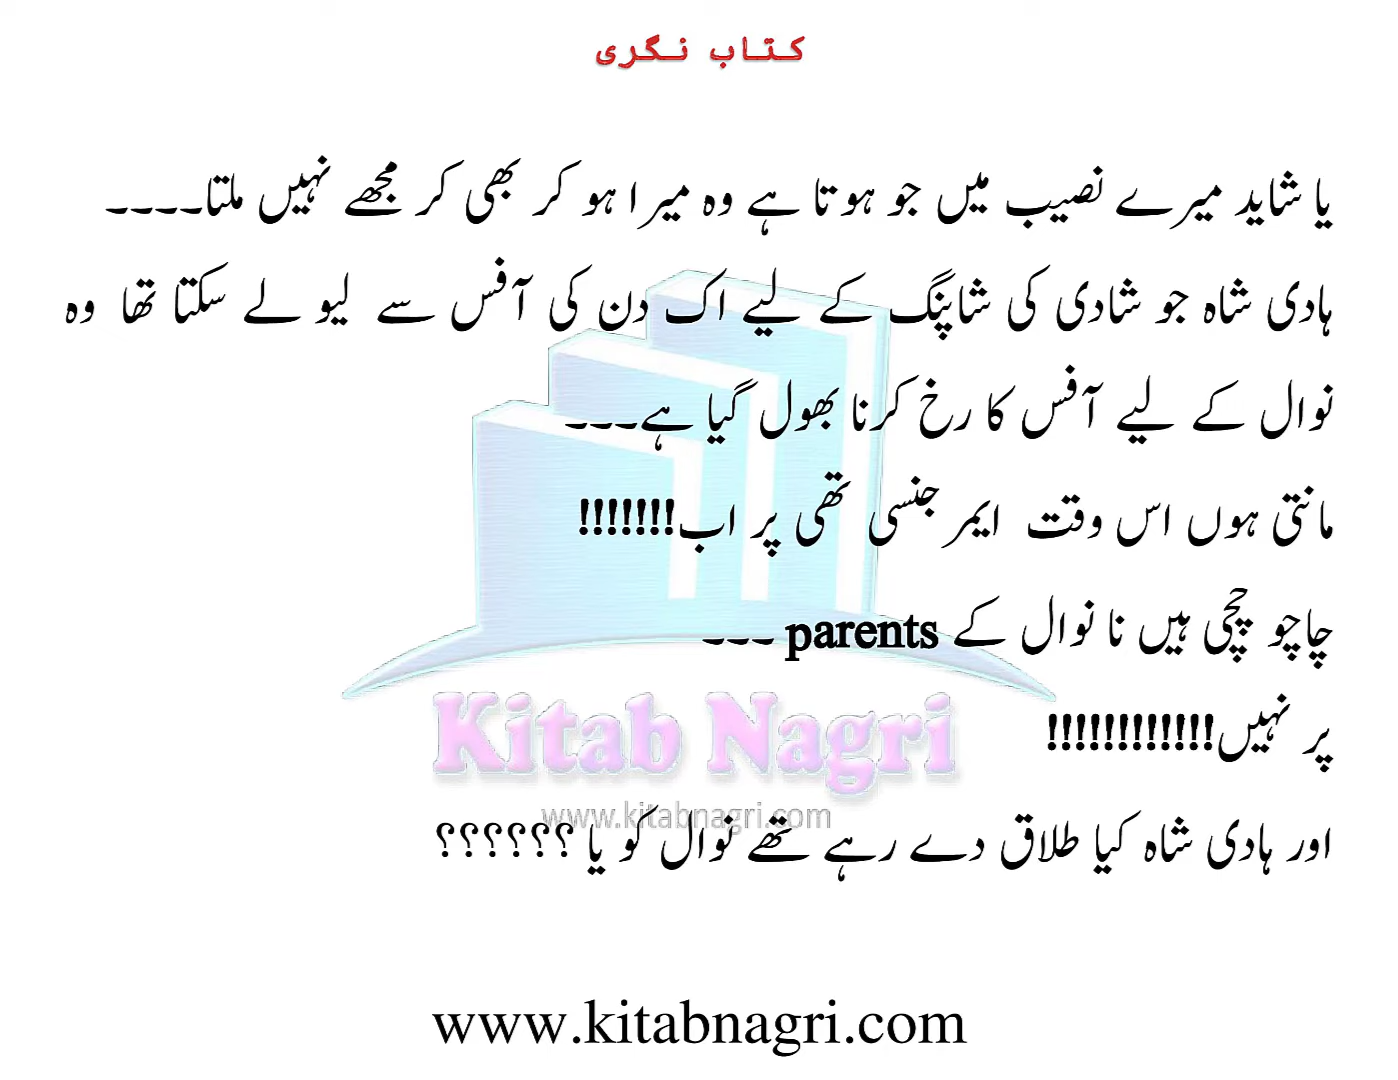 کتاب نگری
یا شاید میرے نصیب میں جو ہوتا ہے وہ میرا ہو کر بھی کر مجھے نہیں ملتا۔۔۔۔
ہادی شاہ جو شادی کی شاپنگ کے لیے اک دن کی آفس سے لیو لے سکتا تھا وہ
نوال کے لیے آفس کا رخ کرنا بھول گیا ہے۔۔۔
مانتی ہوں اس وقت ایمر جنسی تھی پر اب!!!!!!!
چاچو چچی ہیں نا نوال کے parents ۔۔۔
پر نہیں!!!!!!!!!!!!
اور ہادی شاہ کیا طلاق دے رہے تھے نوال کو یا ؟؟؟؟؟؟
Kitab Nagri
www.kitabnagri.com
www.kitabnagri.com